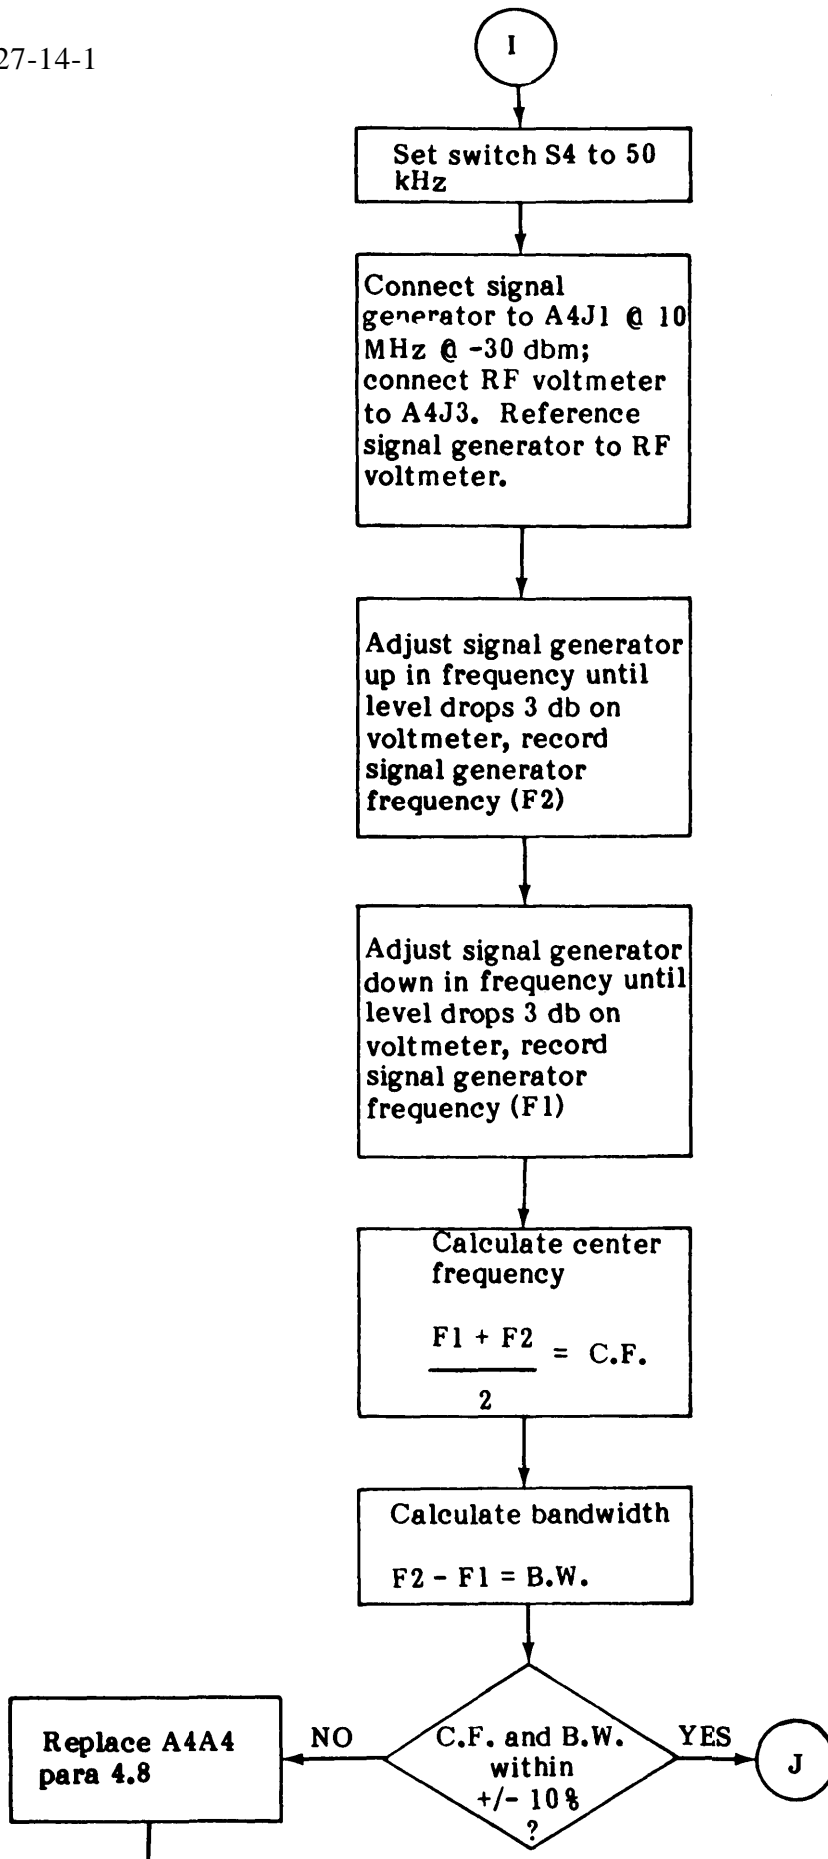 27-14-1
I
Set switch S4 to 50
kHz
Connect signal
generator to A4J1 @ 10
MHz @ -30 dbm;
connect RF voltmeter
to A4J3. Reference
signal generator to RF
voltmeter.
Adjust signal generator
up in frequency until
level drops 3 db on
voltmeter, record
signal generator
frequency (F2)
Adjust signal generator
down in frequency until
level drops 3 db on
voltmeter, record
signal generator
frequency (F1)
Calculate center
frequency
F1 + F2
= C.F.
2
Calculate bandwidth
F2 - F1 = B.W.
C.F. and B.W.
within
+/- 10%
?
NO
YES
Replace A4A4
para 4.8
J